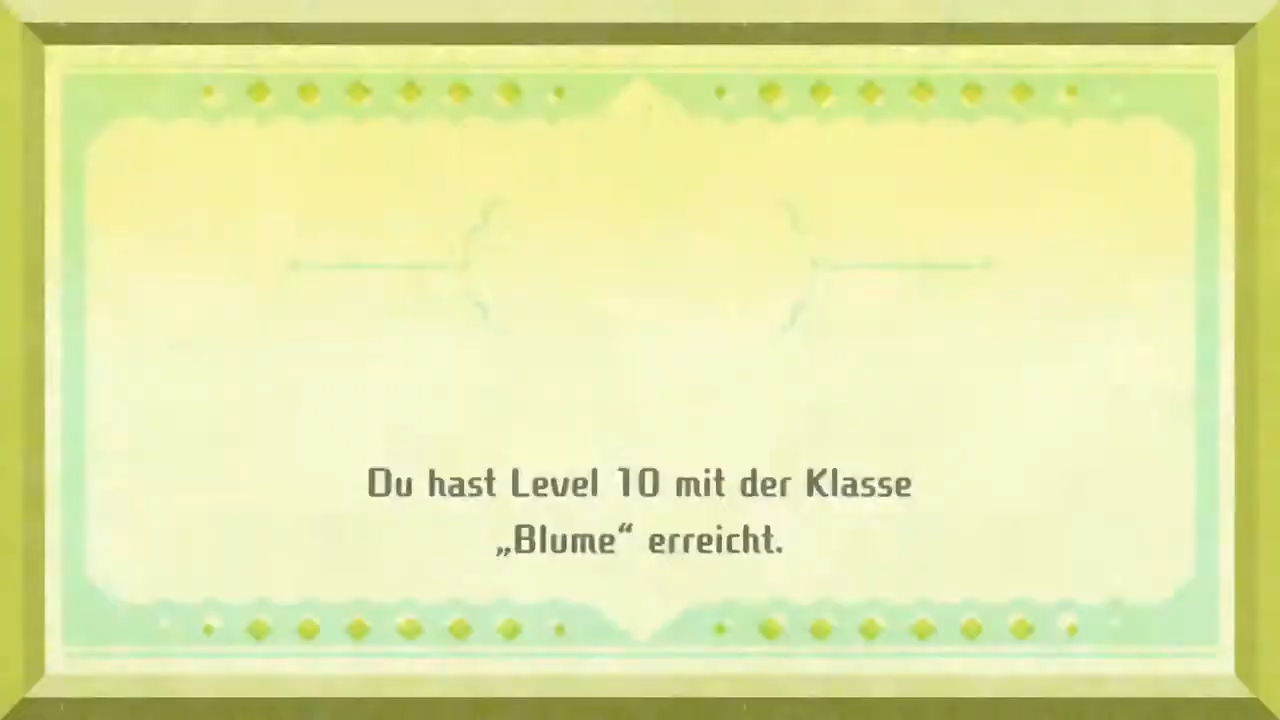 Du hast Level 10 mit der Klasse
„Blume“ erreicht.